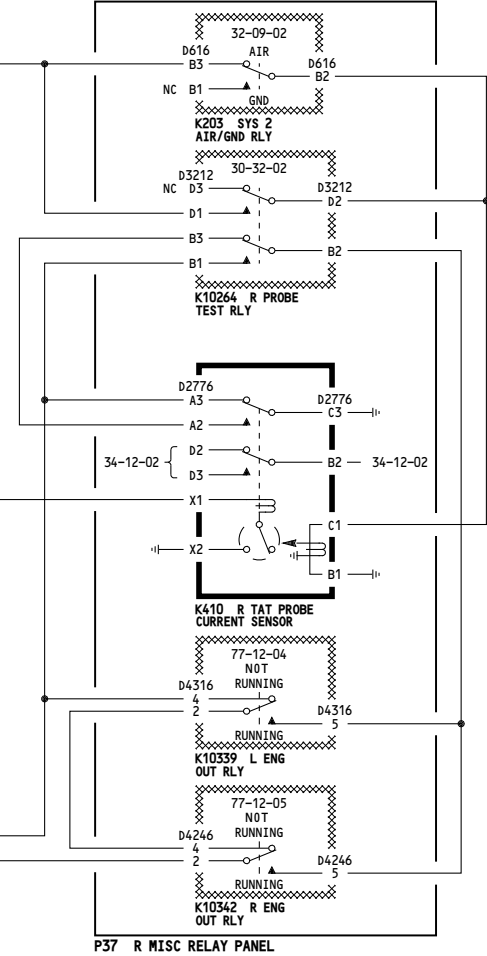 32-09-02
D616 AIR D616
B3 B2
NC B1
GND
K203 SYS 2
AIR/GND RLY
30-32-02
D3212 D3212
NC D3 D2
D1
B3 B2
B1
K10264 R PROBE
TEST RLY
D2776 D2776
A3 C3
A2
D2
34-12-02 B2 34-12-02
D3
X1
C1
X2
B1
K410 R TAT PROBE
CURRENT SENSOR
77-12-04
NOT
D4316 RUNNING
4 D4316
2 5
RUNNING
K10339 L ENG
OUT RLY
77-12-05
NOT
D4246 RUNNING
4
2 D4246
5
RUNNING
K10342 R ENG
OUT RLY
P37 R MISC RELAY PANEL